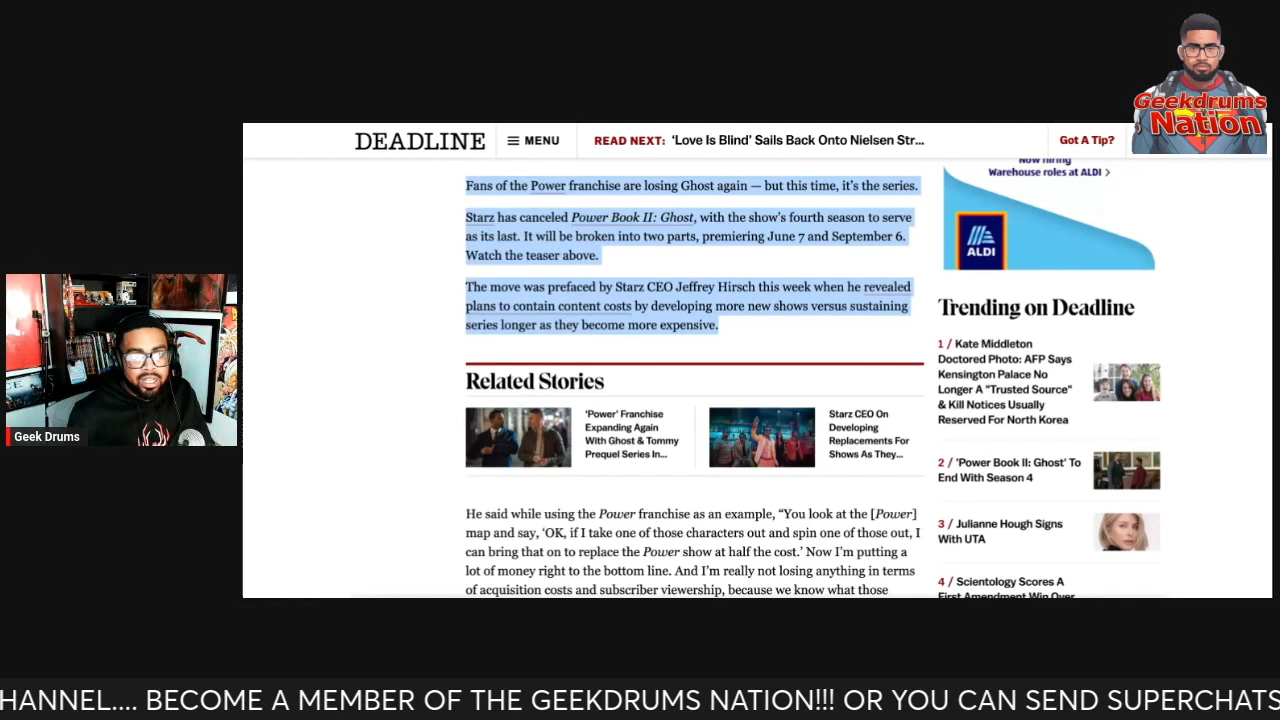 Geekdrums
Nation
DEADLINE
MENU
READ NEXT: ‘Love Is Blind’ Sails Back Onto Nielsen Str...
Got A Tip?
Now hiring
Warehouse roles at ALDI >
ALDI
Fans of the Power franchise are losing Ghost again — but this time, it’s the series.
Starz has canceled Power Book II: Ghost, with the show’s fourth season to serve
as its last. It will be broken into two parts, premiering June 7 and September 6.
Watch the teaser above.
The move was prefaced by Starz CEO Jeffrey Hirsch this week when he revealed
plans to contain content costs by developing more new shows versus sustaining
series longer as they become more expensive.
Related Stories
‘Power’ Franchise
Expanding Again
With Ghost & Tommy
Prequel Series In...
Starz CEO On
Developing
Replacements For
Shows As They...
He said while using the Power franchise as an example, “You look at the [Power]
map and say, ‘OK, if I take one of those characters out and spin one of those out, I
can bring that on to replace the Power show at half the cost.’ Now I’m putting a
lot of money right to the bottom line. And I’m really not losing anything in terms
of acquisition costs and subscriber viewership, because we know what those
Trending on Deadline
1 / Kate Middleton
Doctored Photo: AFP Says
Kensington Palace No
Longer A "Trusted Source"
& Kill Notices Usually
Reserved For North Korea
2 / 'Power Book II: Ghost' To
End With Season 4
3 / Julianne Hough Signs
With UTA
4 / Scientology Scores A
First Amendment Win Over
Geek Drums
HANNEL.... BECOME A MEMBER OF THE GEEKDRUMS NATION!!! OR YOU CAN SEND SUPERCHATS